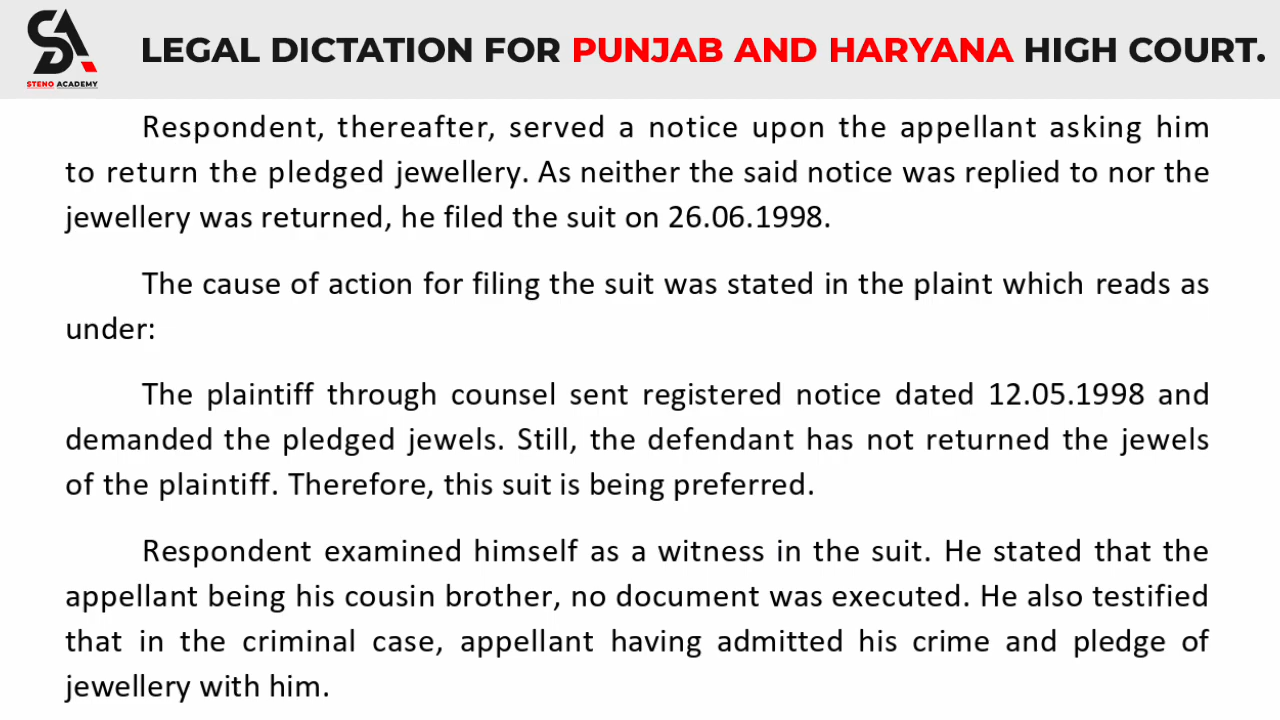 SA
STENO ACADEMY
LEGAL DICTATION FOR PUNJAB AND HARYANA HIGH COURT.
Respondent, thereafter, served a notice upon the appellant asking him
to return the pledged jewellery. As neither the said notice was replied to nor the
jewellery was returned, he filed the suit on 26.06.1998.
The cause of action for filing the suit was stated in the plaint which reads as
under:
The plaintiff through counsel sent registered notice dated 12.05.1998 and
demanded the pledged jewels. Still, the defendant has not returned the jewels
of the plaintiff. Therefore, this suit is being preferred.
Respondent examined himself as a witness in the suit. He stated that the
appellant being his cousin brother, no document was executed. He also testified
that in the criminal case, appellant having admitted his crime and pledge of
jewellery with him.